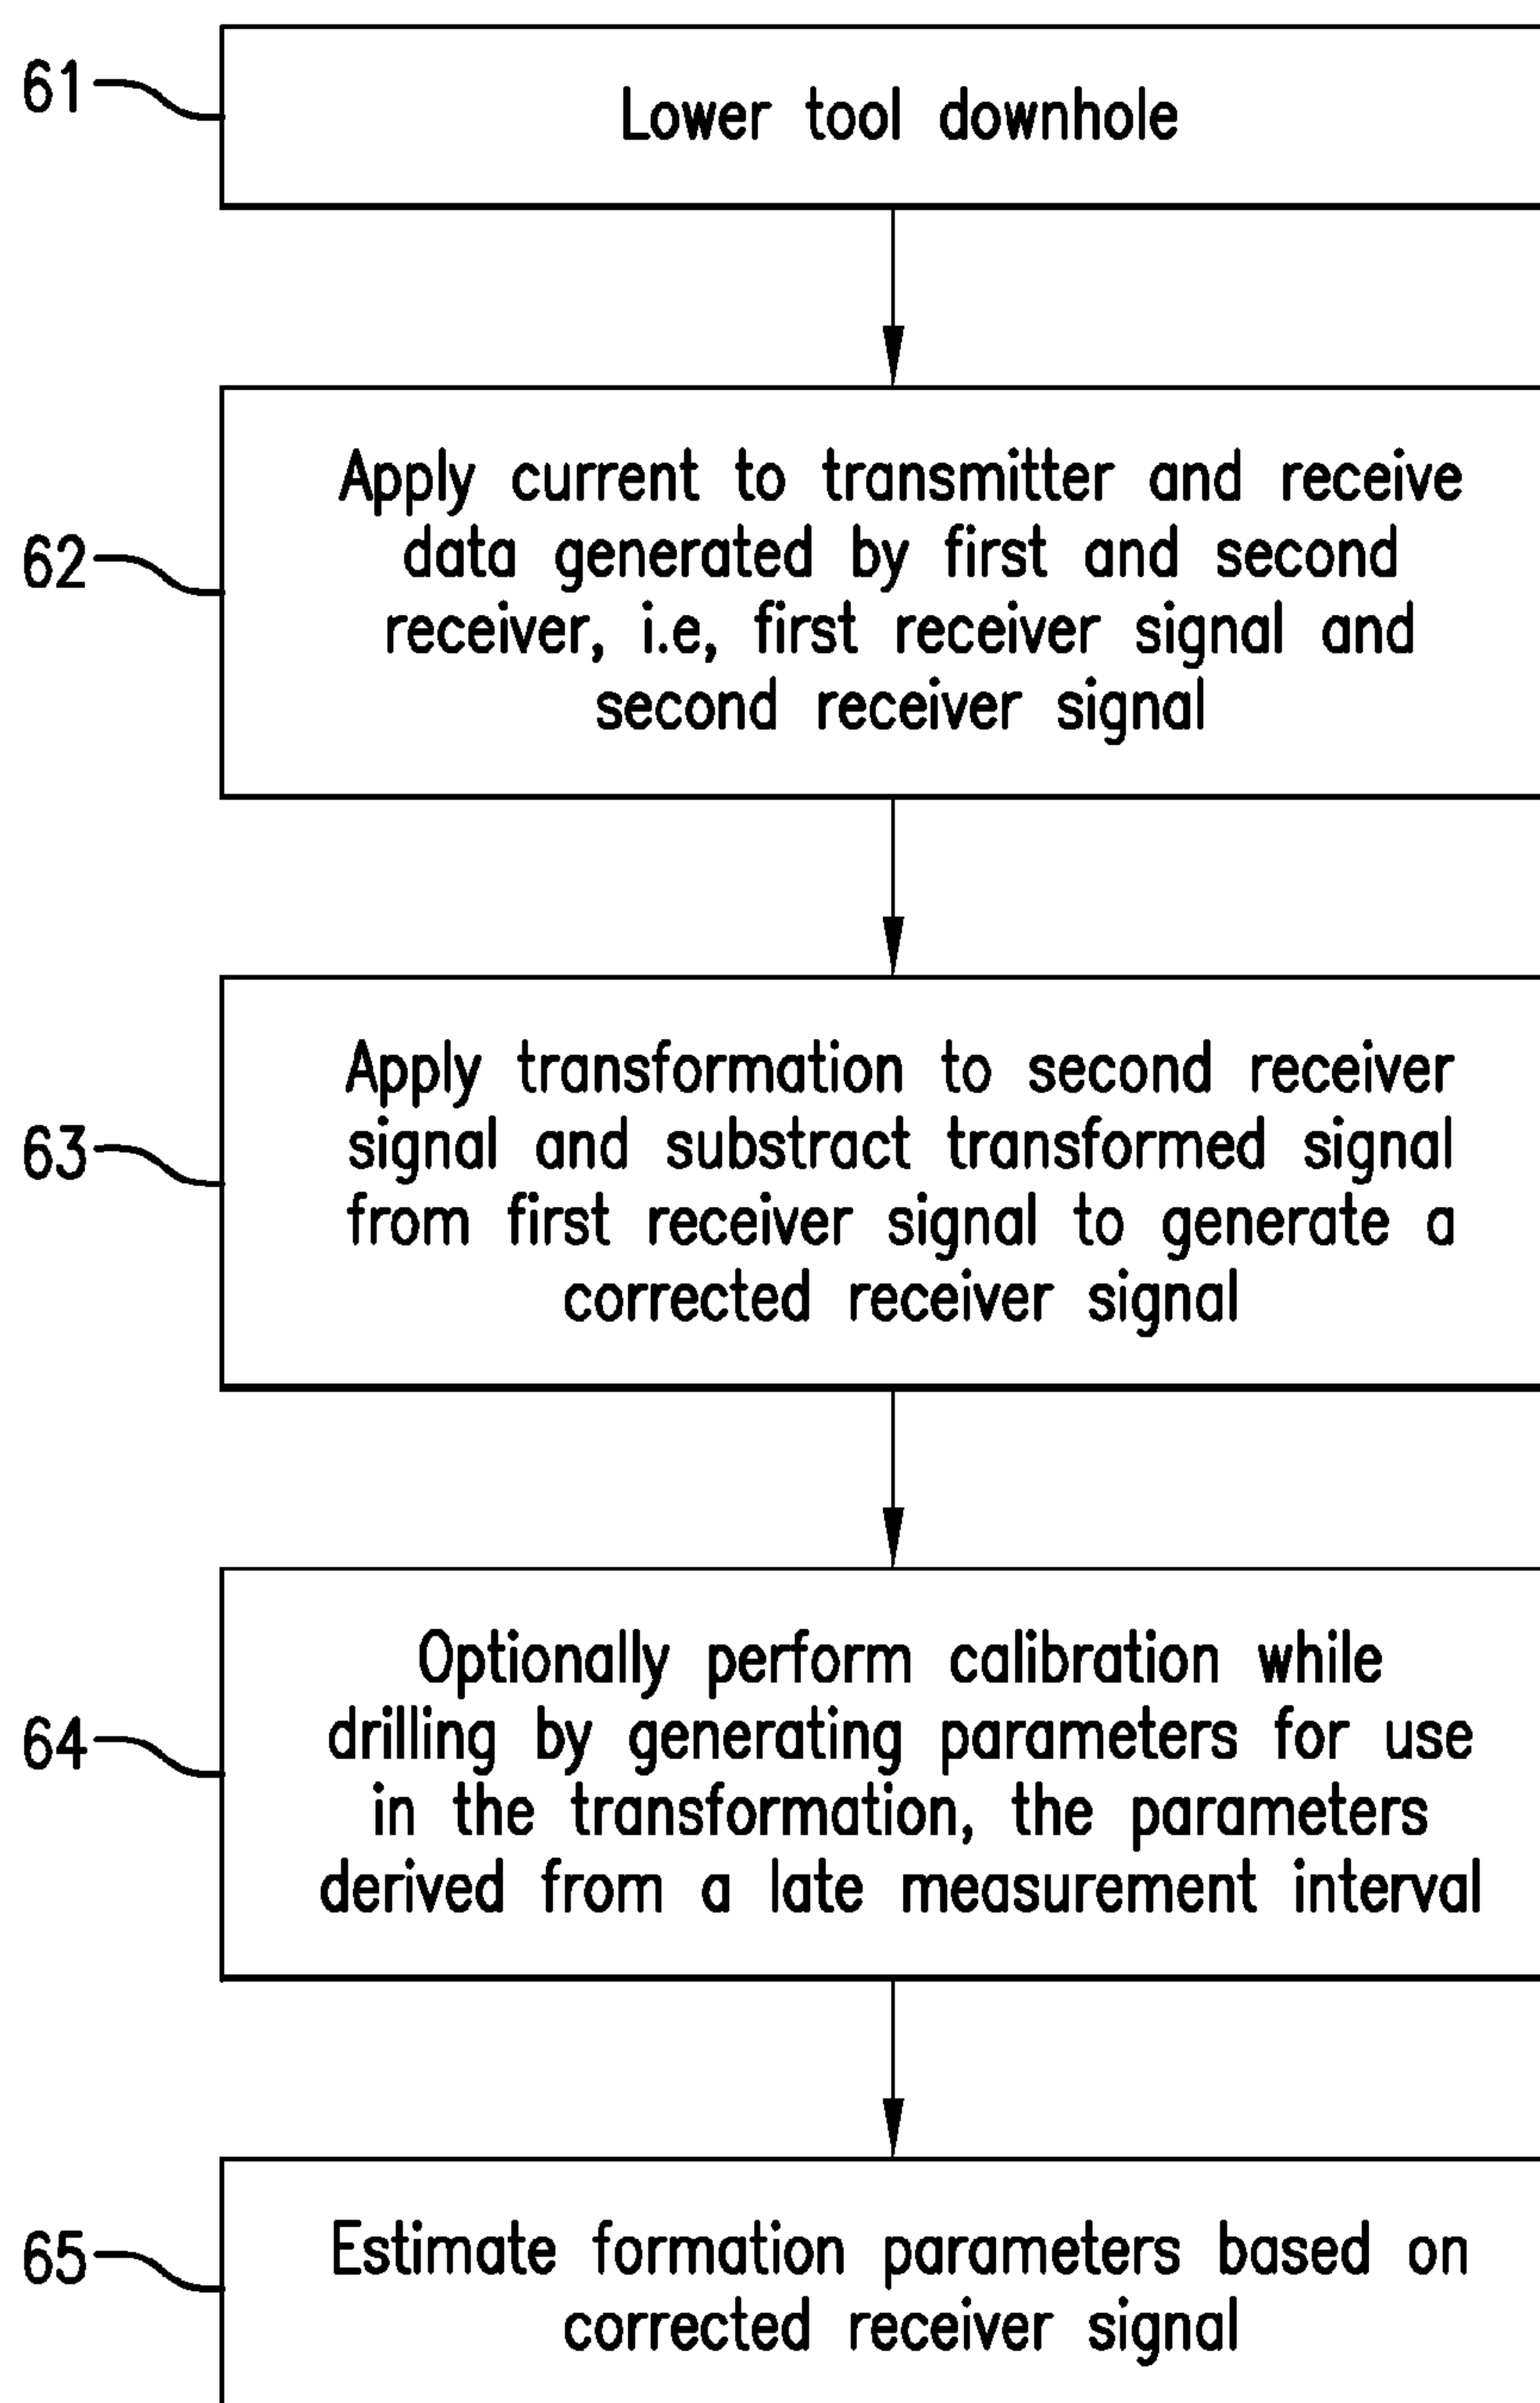 61
Lower tool downhole
62
Apply current to transmitter and receive
data generated by first and second
receiver, i.e, first receiver signal and
second receiver signal
63
Apply transformation to second receiver
signal and substract transformed signal
from first receiver signal to generate a
corrected receiver signal
64
Optionally perform calibration while
drilling by generating parameters for use
in the transformation, the parameters
derived from a late measurement interval
65
Estimate formation parameters based on
corrected receiver signal